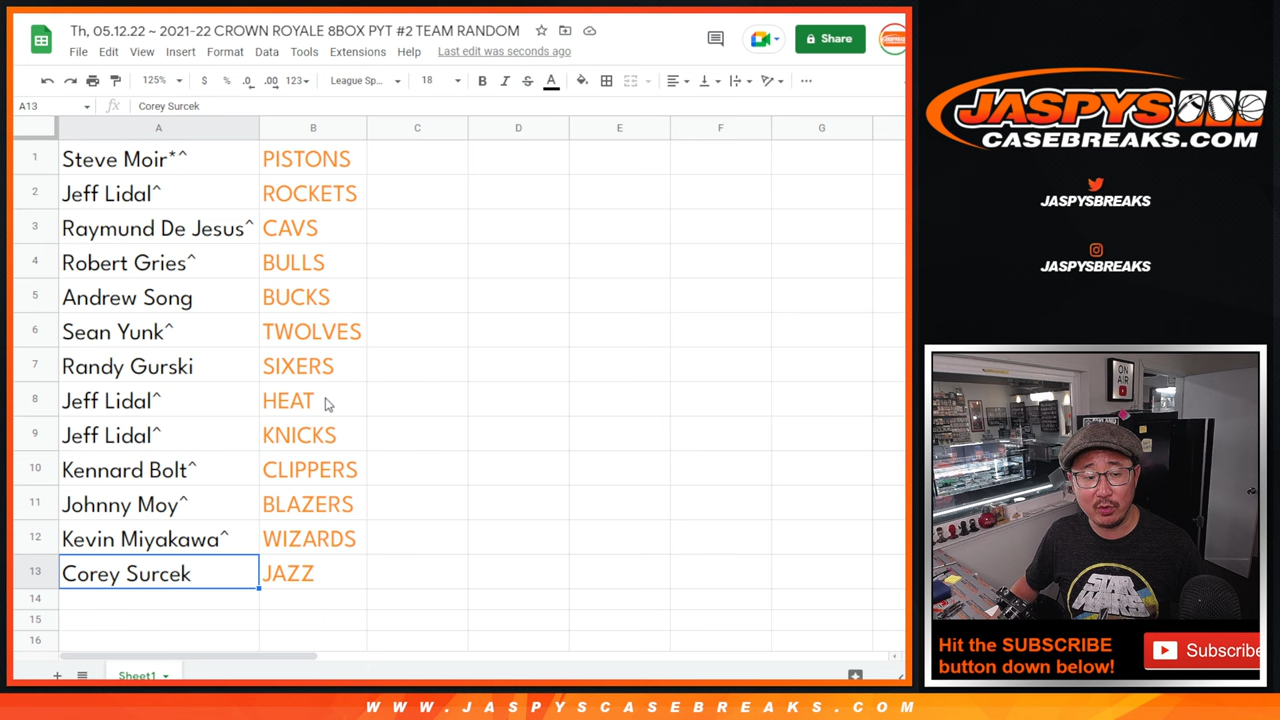 Th, 05.12.22 ~ 2021-22 CROWN ROYALE 8BOX PYT #2 TEAM RANDOM
File Edit View Insert Format Data Tools Extensions Help Last edit was seconds ago
Share
125% $ % .0 .00 123 League Sp... 18 B I S A
A13 fx Corey Surcek
A B C D E F G
1 Steve Moir*^ PISTONS
2 Jeff Lidal^ ROCKETS
3 Raymund De Jesus^ CAVS
4 Robert Gries^ BULLS
5 Andrew Song BUCKS
6 Sean Yunk^ TWOLVES
7 Randy Gurski SIXERS
8 Jeff Lidal^ HEAT
9 Jeff Lidal^ KNICKS
10 Kennard Bolt^ CLIPPERS
11 Johnny Moy^ BLAZERS
12 Kevin Miyakawa^ WIZARDS
13 Corey Surcek JAZZ
14
15
16
Sheet1
JASPYS
CASEBREAKS.COM
JASPYSBREAKS
JASPYSBREAKS
ON
AIR
STAR
WARS
Hit the SUBSCRIBE
button down below!
Subscribe
WWW.JASPYSCASEBREAKS.COM